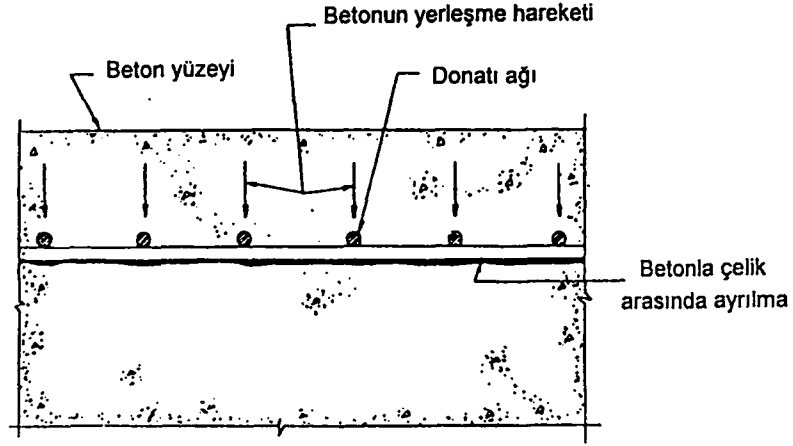 Betonun yerleşme hareketi
Beton yüzeyi
Donatı ağı
Betonla çelik
arasında ayrılma